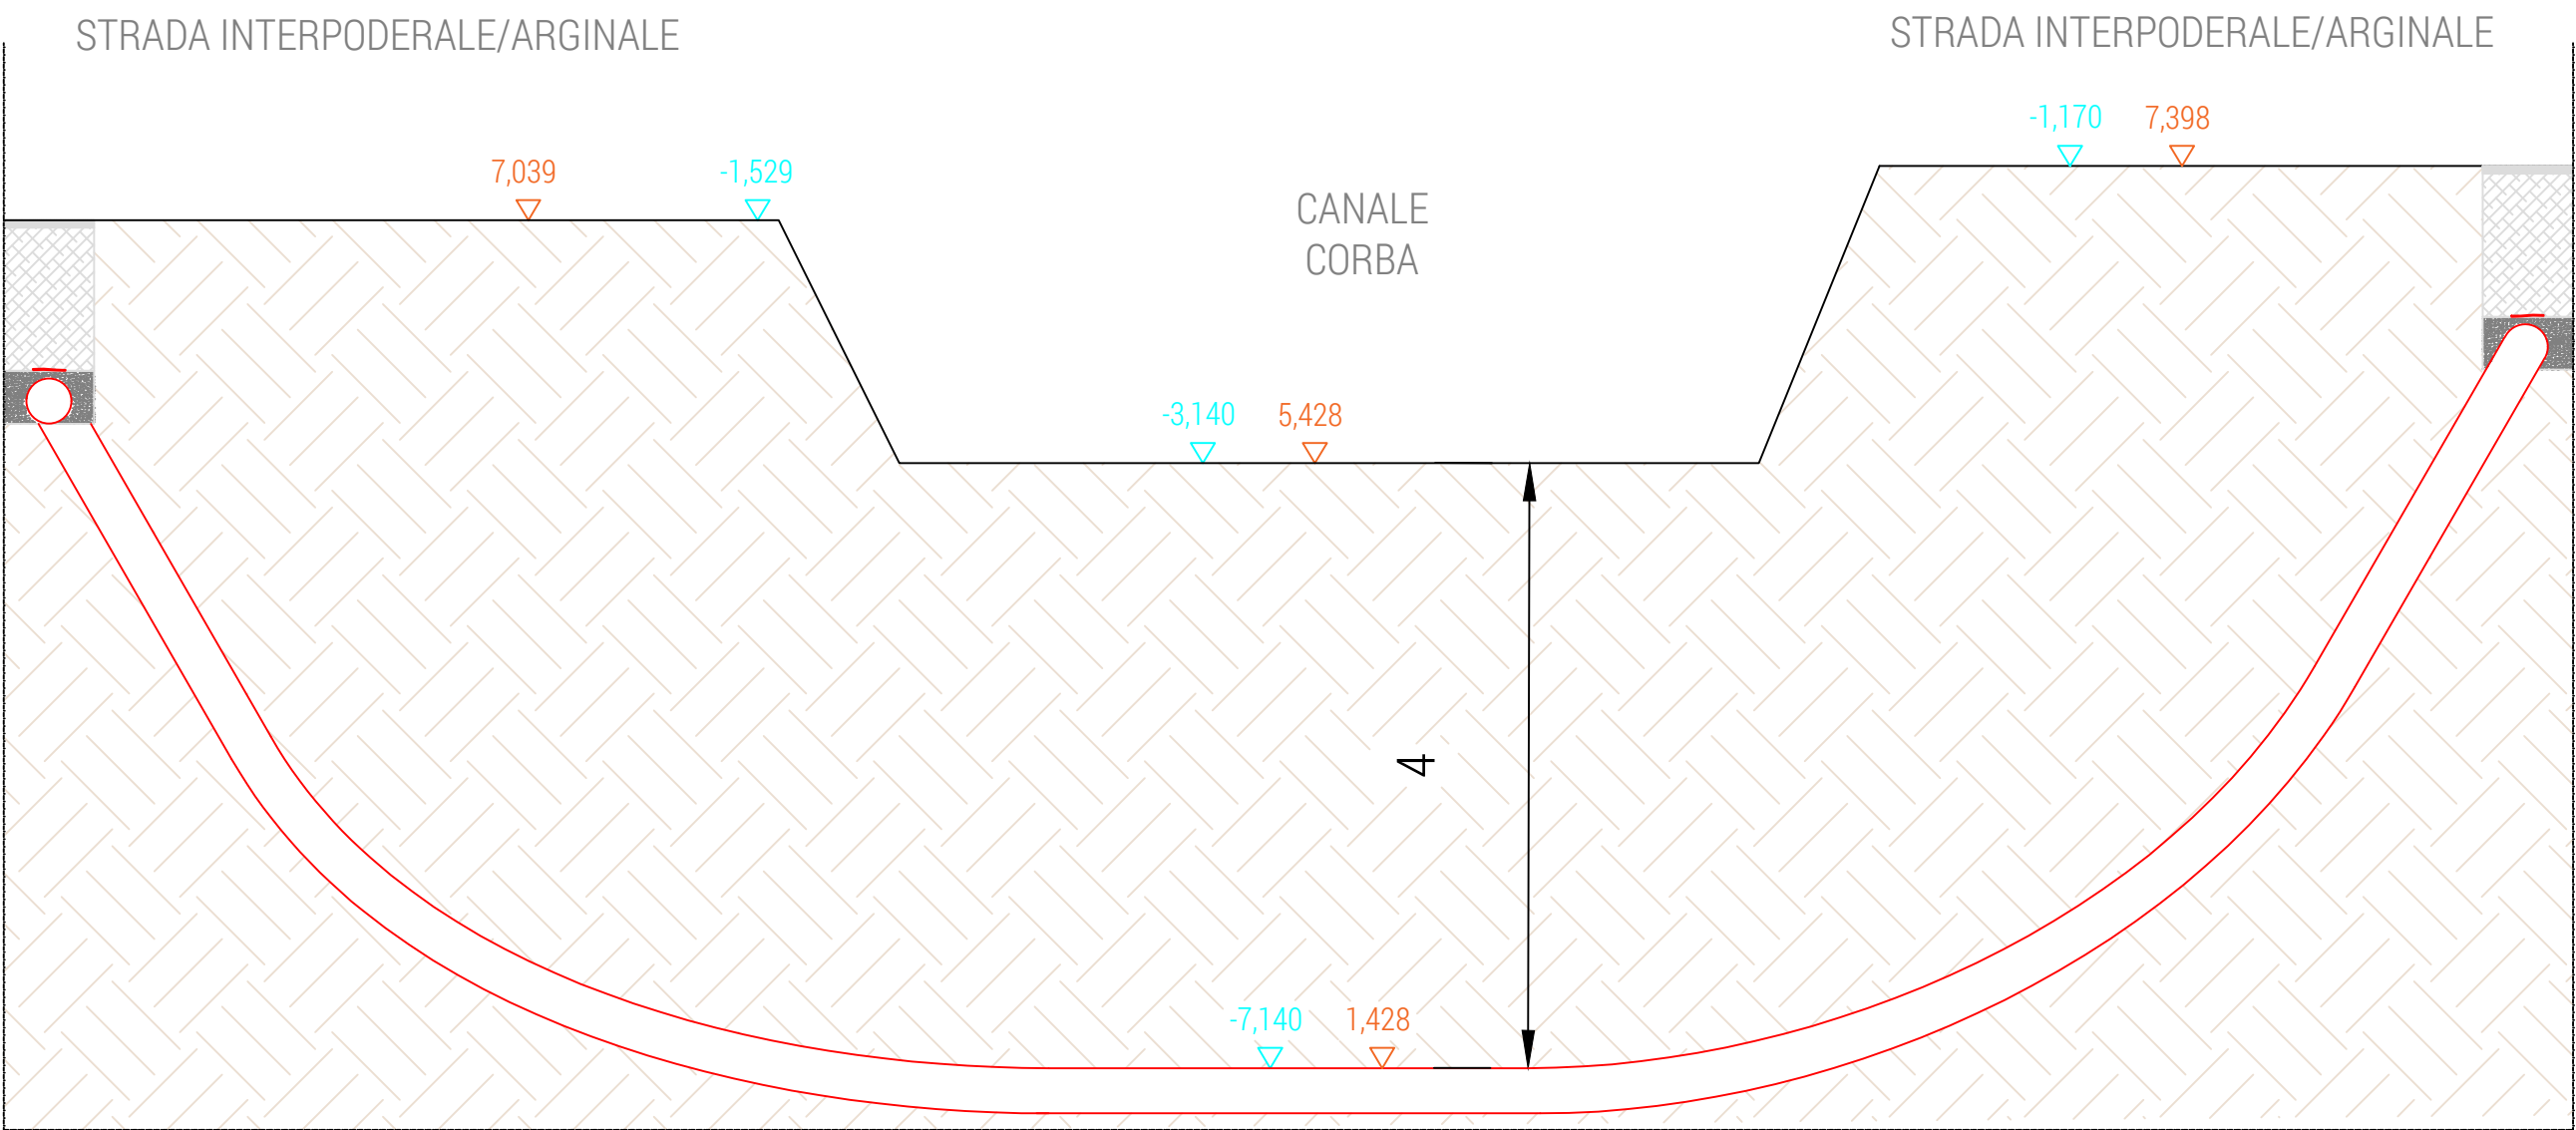 STRADA INTERPODERALE/ARGINALE
STRADA INTERPODERALE/ARGINALE
-1,170 7,398
7,039 -1,529
CANALE
CORBA
-3,140 5,428
4
-7,140 1,428